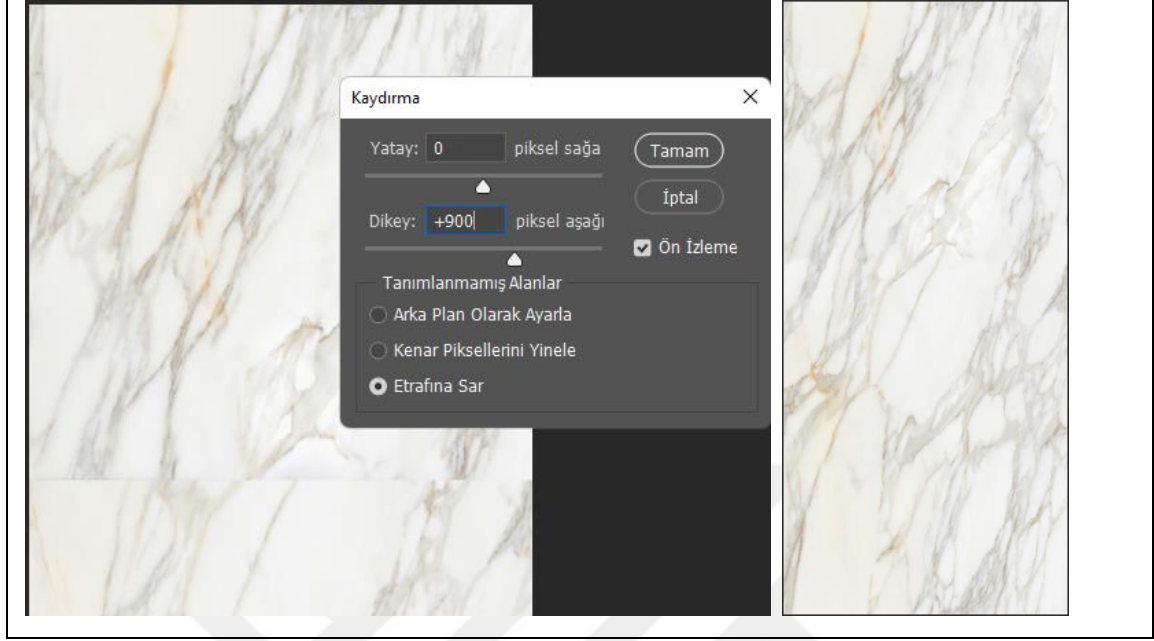 Kaydırma
Yatay: 0 piksel sağa
Tamam
İptal
Dikey: +900 piksel aşağı
Ön İzleme
Tanımlanmamış Alanlar
Arka Plan Olarak Ayarla
Kenar Piksellerini Yinele
Etrafına Sar